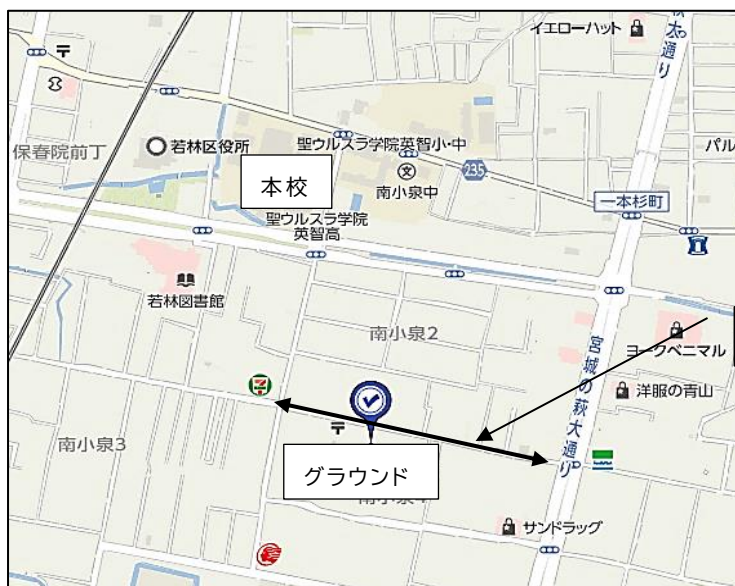 イエローハット
萩大通り
保春院前丁
若林区役所
聖ウルスラ学院英智小・中
パル
本校
南小泉中
235
一本杉町
聖ウルスラ学院
英智高
若林図書館
南小泉2
ヨークベニマル
宮城の萩大通り
洋服の青山
7
南小泉3
グラウンド
サンドラッグ